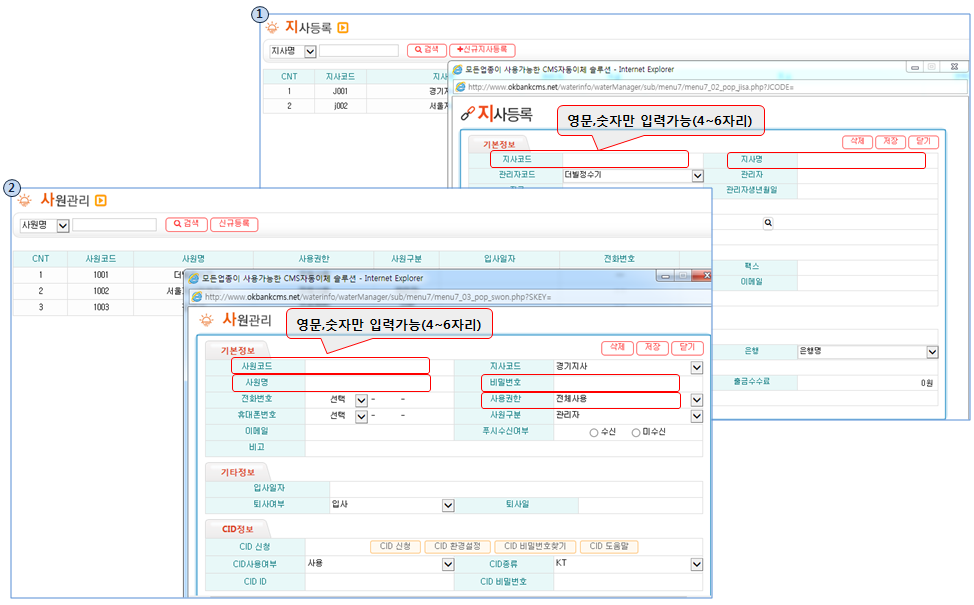 1
지사등록
지사명 검색 +신규지사등록
CNT 지사코드
1 J001
2 j002
모든업종이 사용가능한 CMS자동이체 솔루션 - Internet Explorer
http://www.okbankcms.net/waterinfo/waterManager/sub/menu7/menu7_02_pop_jisa.php?JCODE=
지사등록
영문,숫자만 입력가능(4~6자리)
기본정보 삭제 저장 닫기
지사코드 지사명
관리자코드 더빌정수기 관리자
관리자생년월일
팩스
이메일
은행 은행명
출금수수료 0원
2
사원관리
사원명 검색 신규등록
CNT 사원코드 사원명 사용권한 사원구분 입사일자 전화번호
1 1001
2 1002
3 1003
모든업종이 사용가능한 CMS자동이체 솔루션 - Internet Explorer
http://www.okbankcms.net/waterinfo/waterManager/sub/menu7/menu7_03_pop_swon.php?SKEY=
사원관리
영문,숫자만 입력가능(4~6자리)
기본정보 삭제 저장 닫기
사원코드 지사코드 경기지사
사원명 비밀번호
전화번호 선택 - - 사용권한 전체사용
휴대폰번호 선택 - - 사원구분 관리자
이메일 푸시수신여부 수신 미수신
비고
기타정보
입사일자
퇴사여부 입사 퇴사일
CID정보
CID 신청 CID 신청 CID 환경설정 CID 비밀번호찾기 CID 도움말
CID사용여부 사용 CID종류 KT
CID ID CID 비밀번호